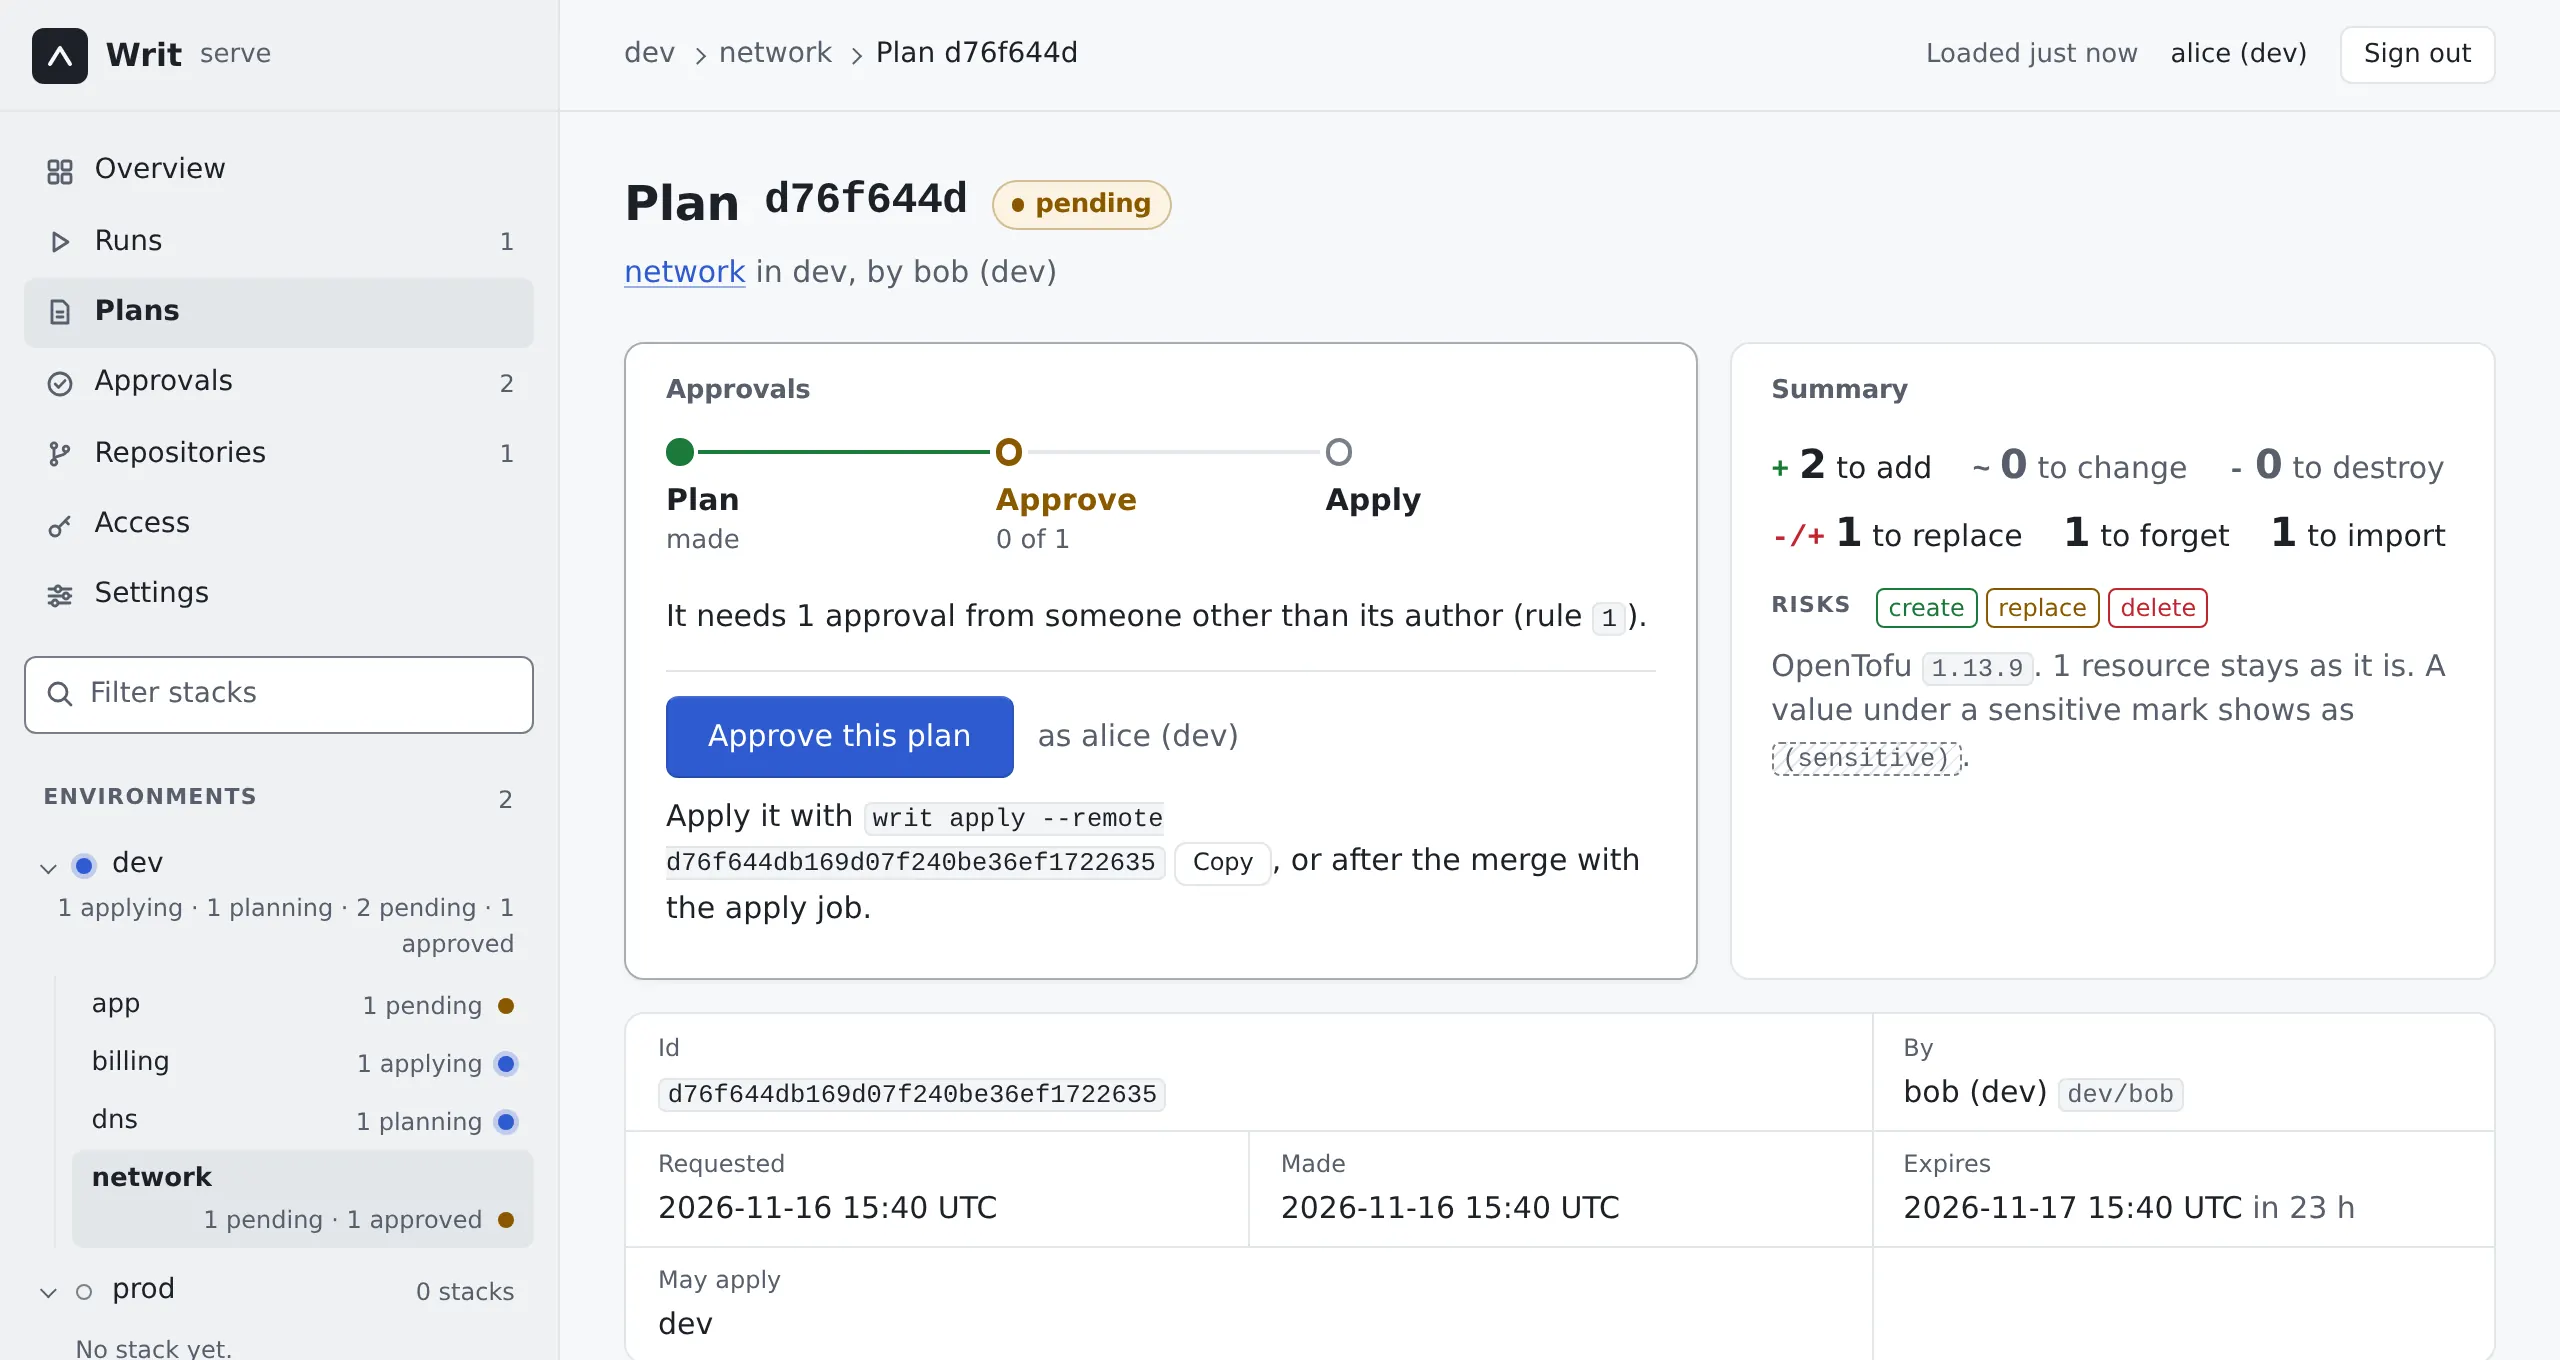 Writ serve
Overview
Runs 1
Plans
Approvals 2
Repositories 1
Access
Settings
Filter stacks
ENVIRONMENTS 2
dev
1 applying · 1 planning · 2 pending · 1
approved
app 1 pending
billing 1 applying
dns 1 planning
network
1 pending · 1 approved
prod 0 stacks
No stack yet.
dev > network > Plan d76f644d
Loaded just now alice (dev) Sign out
Plan d76f644d pending
network in dev, by bob (dev)
Approvals
Plan Approve Apply
made 0 of 1
It needs 1 approval from someone other than its author (rule 1).
Approve this plan as alice (dev)
Apply it with writ apply --remote
d76f644db169d07f240be36ef1722635 Copy, or after the merge with
the apply job.
Summary
+ 2 to add ~ 0 to change - 0 to destroy
-/+ 1 to replace 1 to forget 1 to import
RISKS create replace delete
OpenTofu 1.13.9. 1 resource stays as it is. A
value under a sensitive mark shows as
(sensitive).
Id
d76f644db169d07f240be36ef1722635
By
bob (dev) dev/bob
Requested
2026-11-16 15:40 UTC
Made
2026-11-16 15:40 UTC
Expires
2026-11-17 15:40 UTC in 23 h
May apply
dev